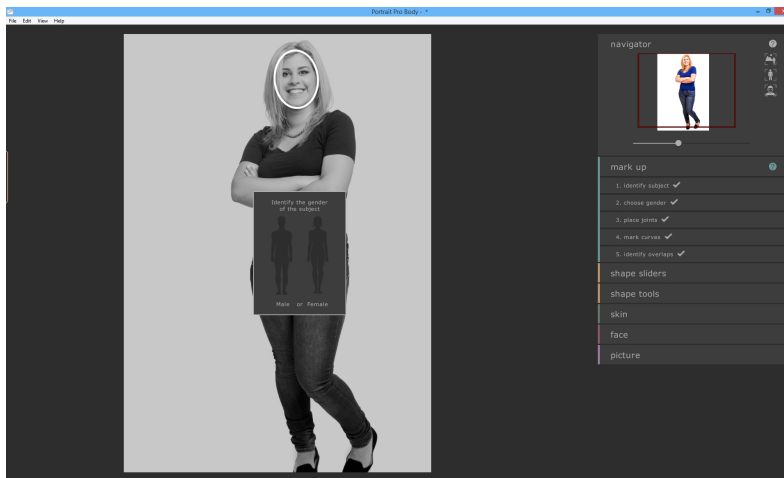 Portrait Pro Body - *
File Edit View Help
Identify the gender
of the subject
Male or Female
navigator
?
mark up
?
1. identify subject ✔
2. choose gender ✔
3. place joints ✔
4. mark curves ✔
5. identify overlaps ✔
shape sliders
shape tools
skin
face
picture